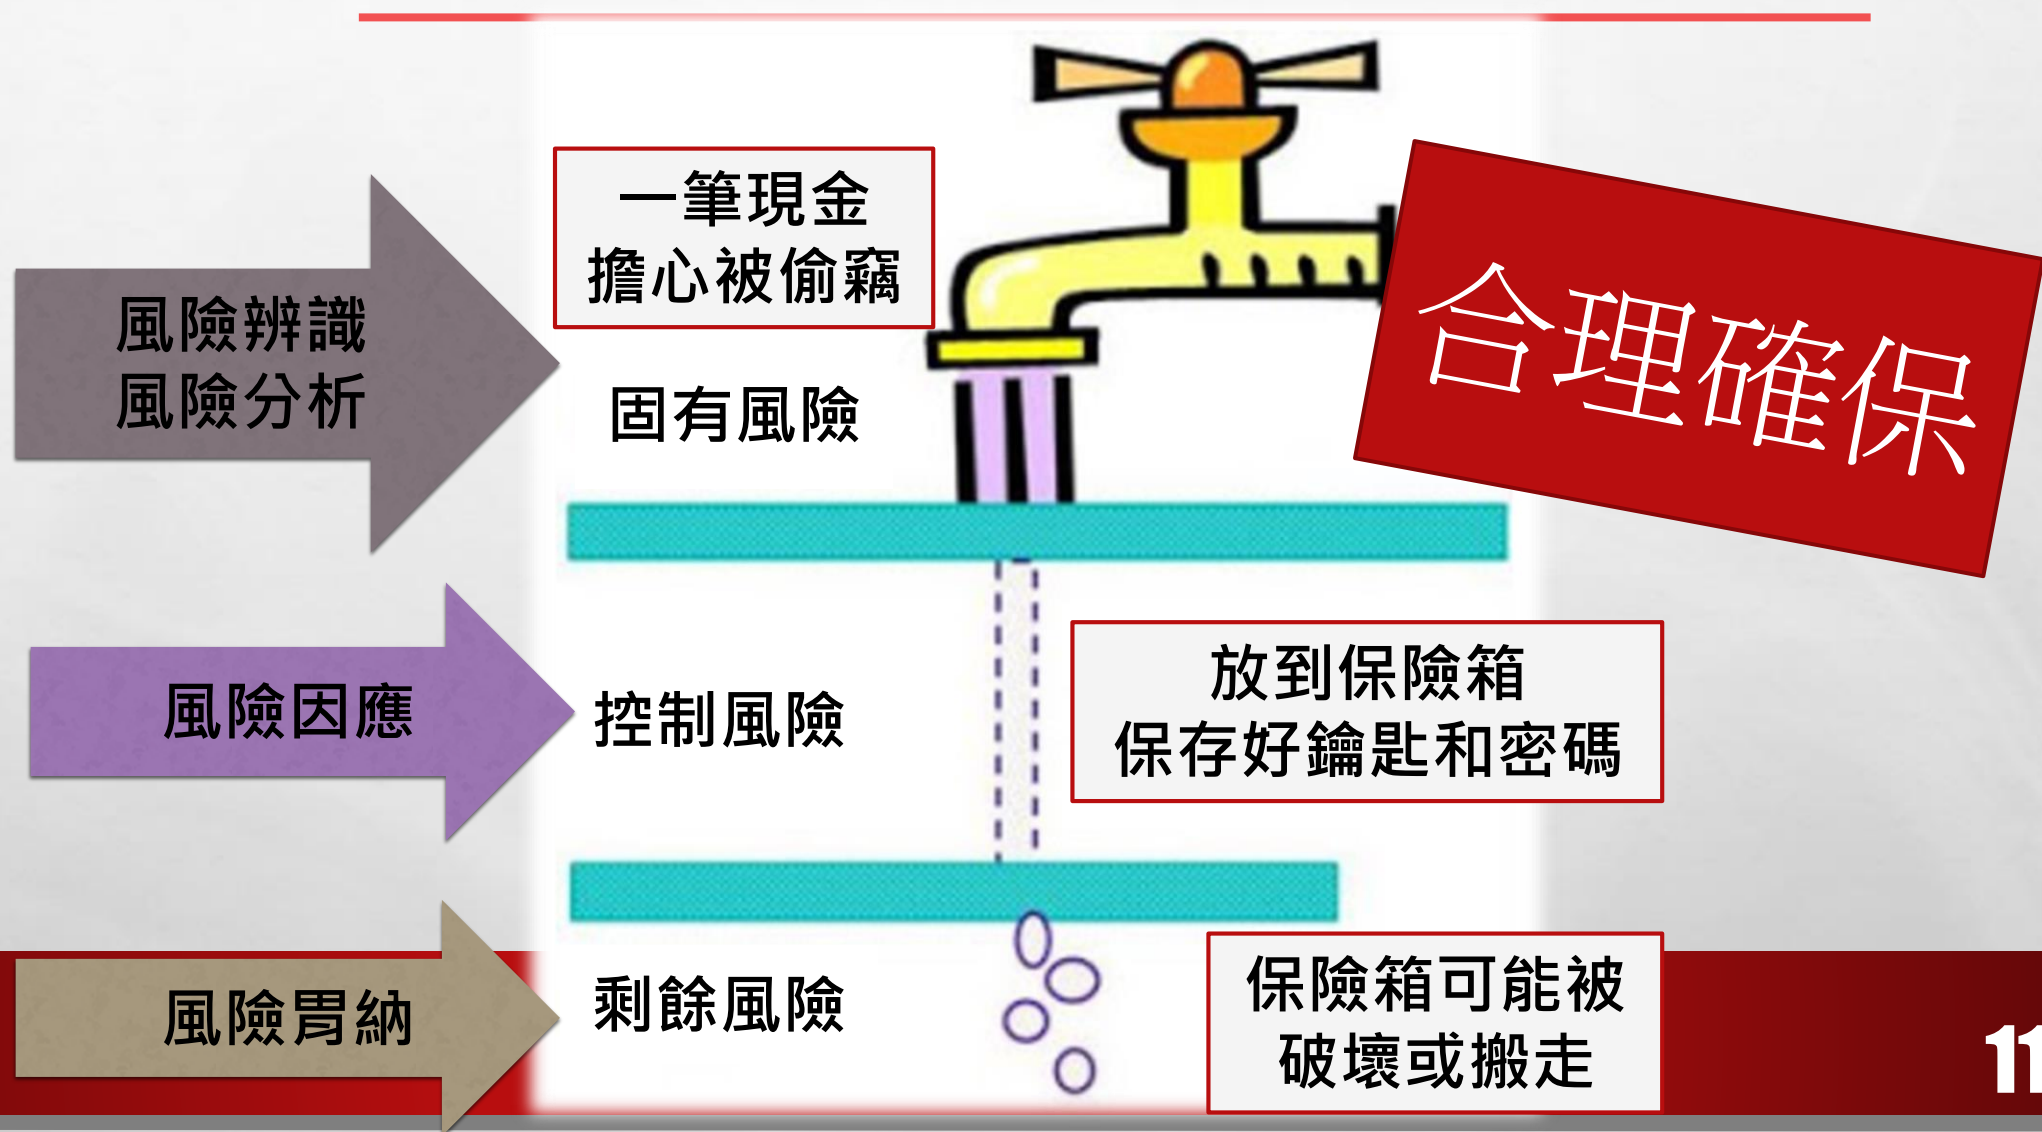 一筆現金
擔心被偷竊
合理確保
風險辨識
風險分析
固有風險
風險因應
控制風險
放到保險箱
保存好鑰匙和密碼
風險胃納
剩餘風險
保險箱可能被
破壞或搬走
11